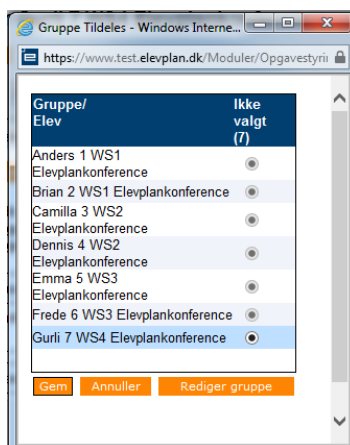 Gruppe Tildeles - Windows Interne...
https://www.test.elevplan.dk/Moduler/Opgavestyrii
Gruppe/ Ikke
Elev valgt
(7)
Anders 1 WS1
Elevplankonference
Brian 2 WS1 Elevplankonference
Camilla 3 WS2
Elevplankonference
Dennis 4 WS2
Elevplankonference
Emma 5 WS3
Elevplankonference
Frede 6 WS3 Elevplankonference
Gurli 7 WS4 Elevplankonference
Gem Annuller Rediger gruppe